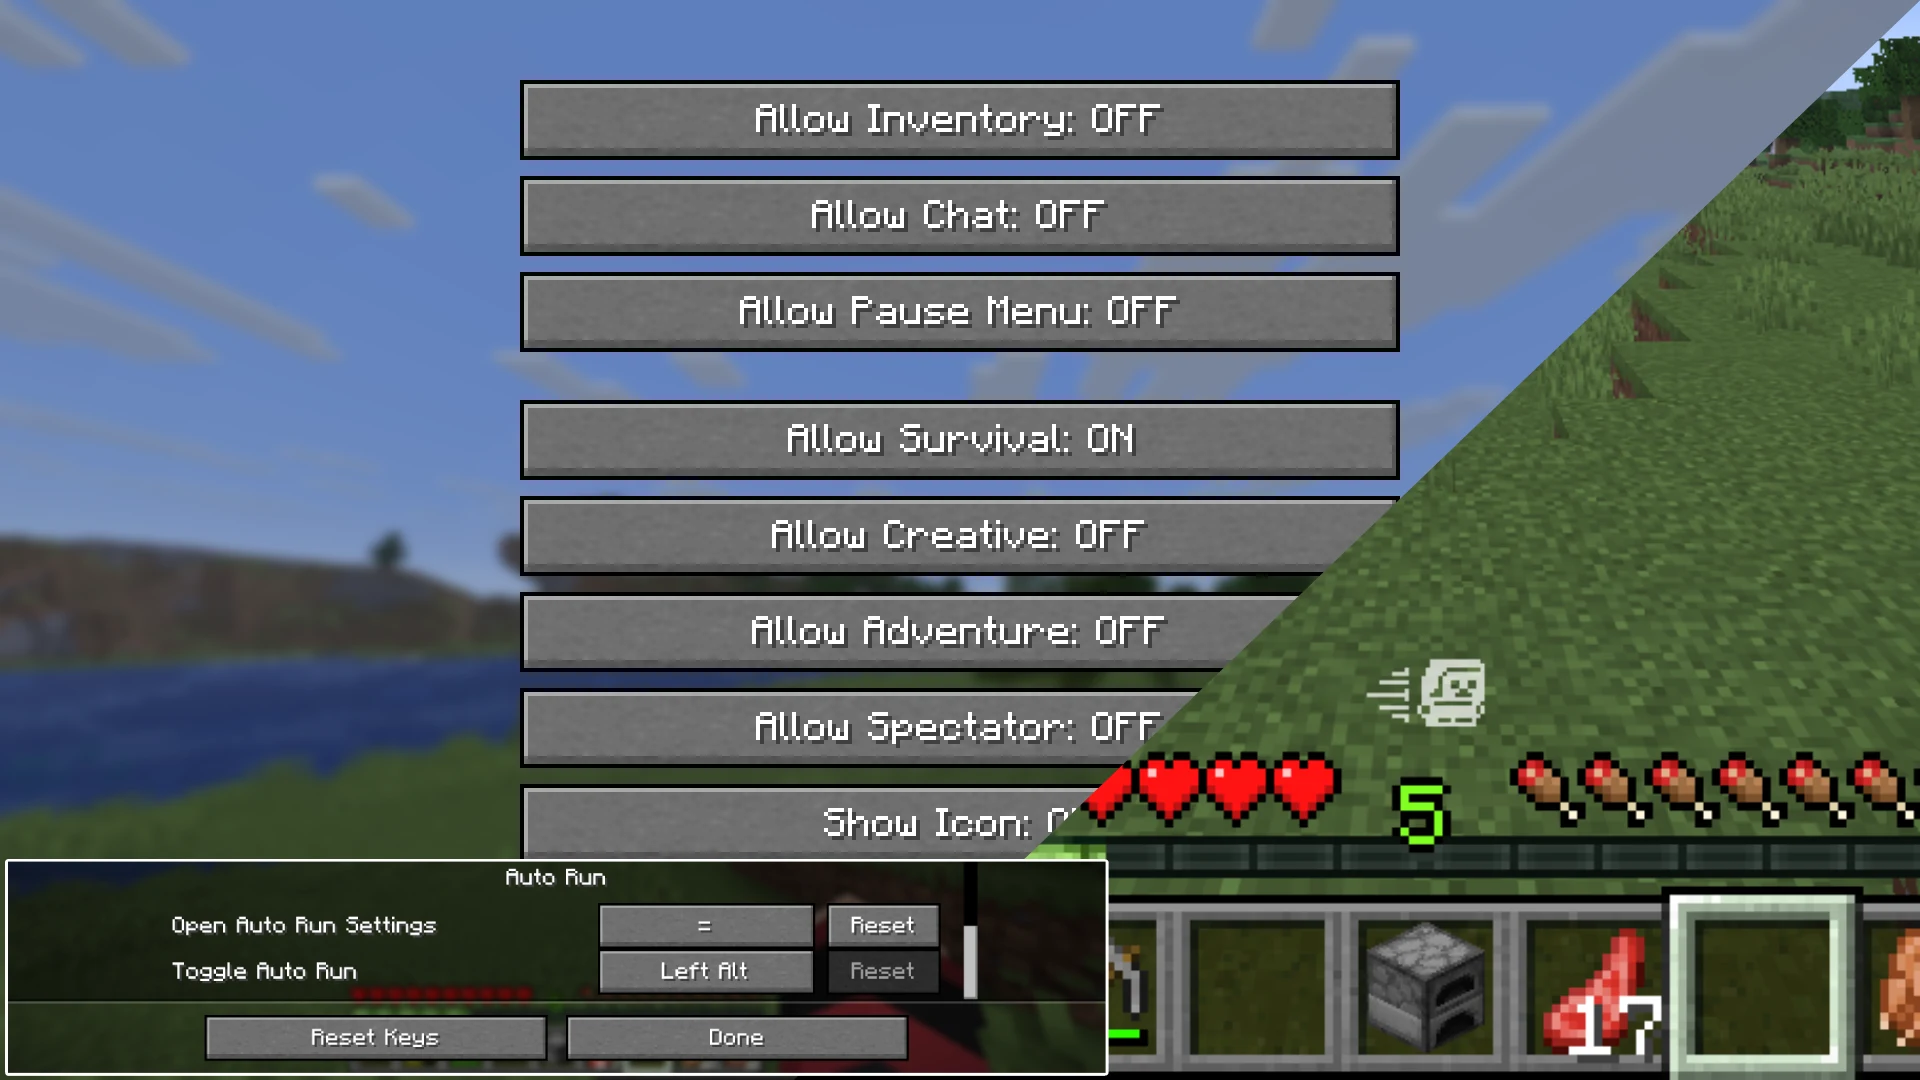 Allow Inventory: OFF
Allow Chat: OFF
Allow Pause Menu: OFF
Allow Survival: ON
Allow Creative: OFF
Allow Adventure: OFF
Allow Spectator: OFF
Show Icon:
5
17
Auto Run
Open Auto Run Settings = Reset
Toggle Auto Run Left Alt Reset
Reset Keys Done